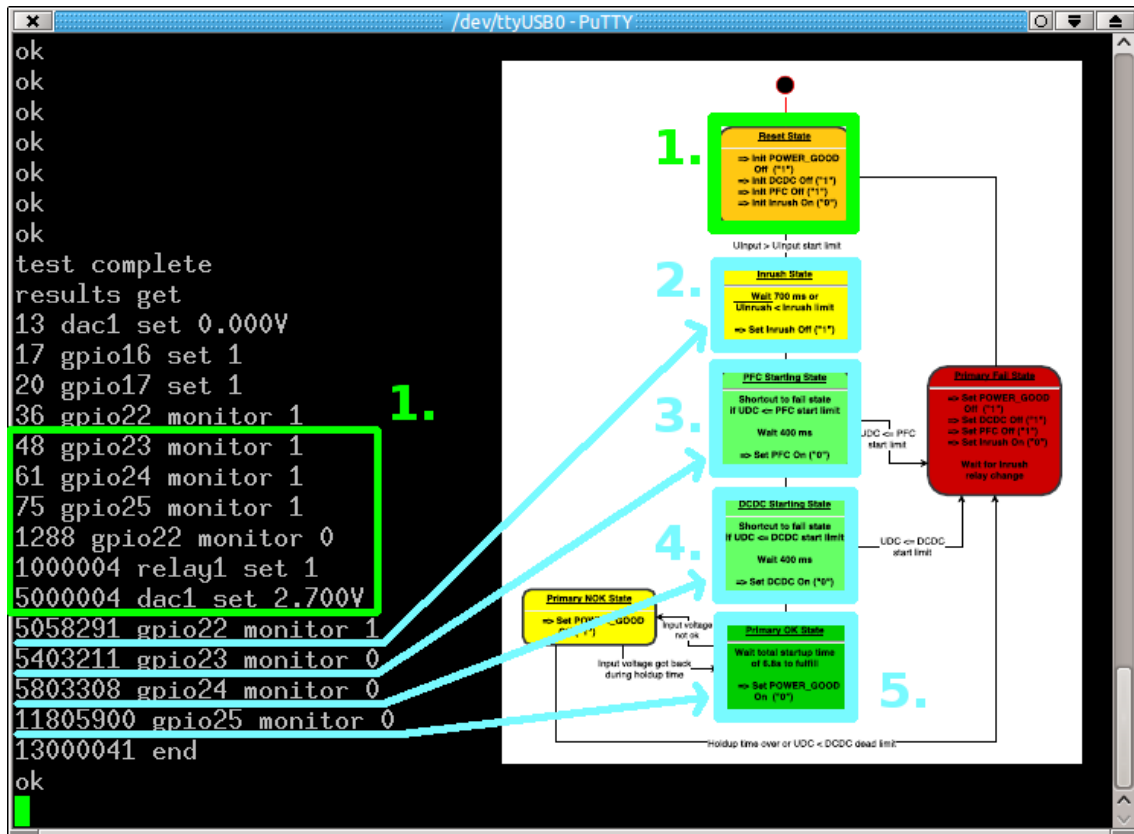 /dev/ttyUSB0 - PuTTY
ok
ok
ok
ok
ok
ok
ok
test complete
results get
13 dac1 set 0.000V
17 gpio16 set 1
20 gpio17 set 1
36 gpio22 monitor 1
48 gpio23 monitor 1
61 gpio24 monitor 1
75 gpio25 monitor 1
1288 gpio22 monitor 0
1000004 relay1 set 1
5000004 dac1 set 2.700V
5058291 gpio22 monitor 1
5403211 gpio23 monitor 0
5803308 gpio24 monitor 0
11805900 gpio25 monitor 0
13000041 end
ok
1.
1.
Reset State
=> Init POWER_GOOD
Off ("1")
=> Init DCDC Off ("1")
=> Init PFC Off ("1")
=> Init Inrush On ("0")
UInput > UInput start limit
2.
Inrush State
Wait 700 ms or
UInrush < Inrush limit
=> Set Inrush Off ("1")
3.
PFC Starting State
Shortcut to fail state
if UDC <= PFC start limit
Wait 400 ms
=> Set PFC On ("0")
UDC <= PFC
start limit
Primary Fail State
=> Set POWER_GOOD
Off ("1")
=> Set DCDC Off ("1")
=> Set PFC Off ("1")
=> Set Inrush On ("0")
Wait for Inrush
relay change
4.
DCDC Starting State
Shortcut to fail state
if UDC <= DCDC start limit
Wait 400 ms
=> Set DCDC On ("0")
UDC <= DCDC
start limit
Primary NOK State
=> Set POWER_GOOD
Input voltage
not ok
Input voltage got back
during holdup time
5.
Primary OK State
Wait total startup time
of 6.8s to fulfill
=> Set POWER_GOOD
On ("0")
Holdup time over or UDC < DCDC dead limit